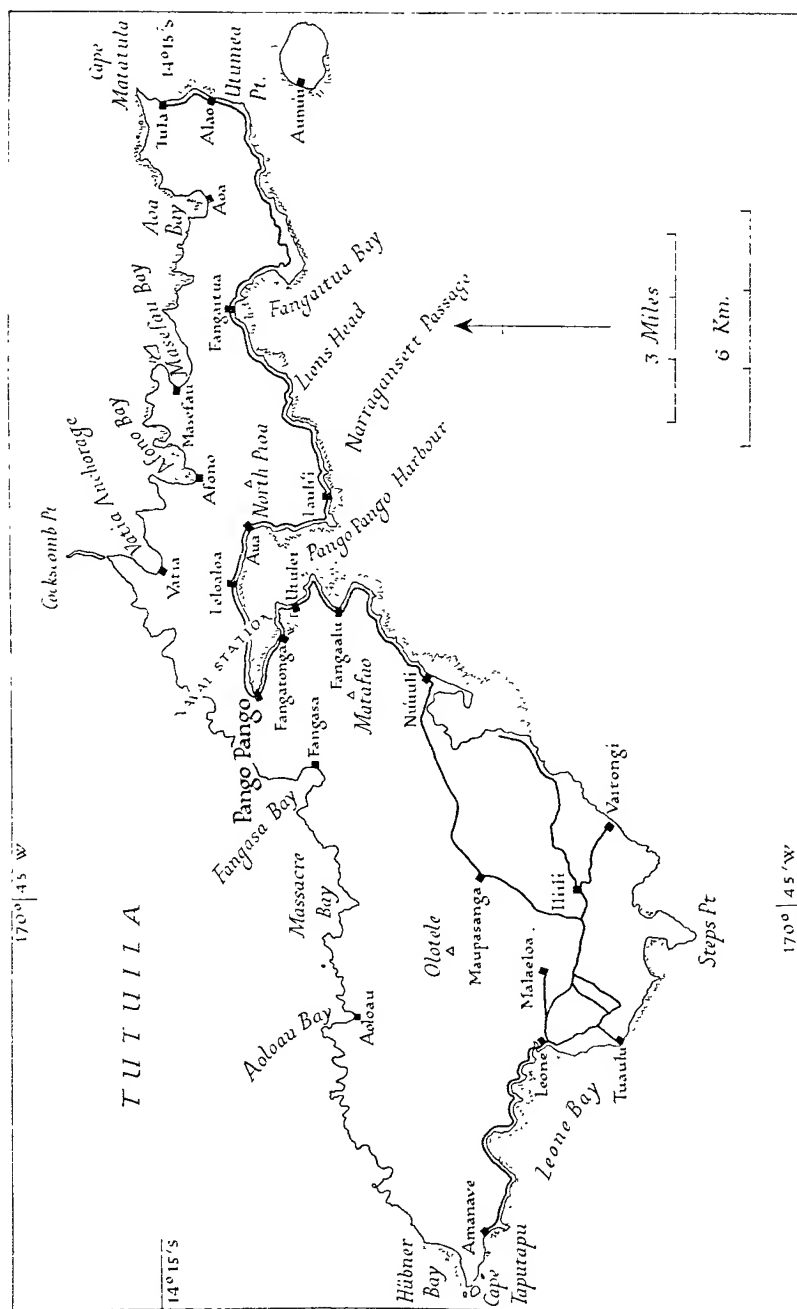 170° 45' W
TUTUILA
14° 15' S
Cape
Matatula
14° 15' S
Cockscomb Pt
Vatia Anchorage
Afono Bay
Masefau Bay
Aoa
Bay
Tula
Alao
Utumea
Pt.
Aunuu
Vatia
Afono
Masefau
Aoa
NAVAL STATION
Leloaloa
Aua
North Pioa
Fangaitua
Fangaitua Bay
Lions Head
Narragansett Passage
Pango Pango Harbour
Laulii
Pango Pango
Fangatonga
Utulei
Fangaalu
Matafao
Fangasa
Fangasa Bay
Massacre
Bay
Aoloau Bay
Aoloau
Nuuuli
Olotele
Maupasanga
Malaeloa
Iliili
Vaitongi
Steps Pt
Hübner
Bay
Amanave
Cape
Taputapu
Leone
Leone Bay
Tuaulu
3 Miles
6 Km.
170° 45' W